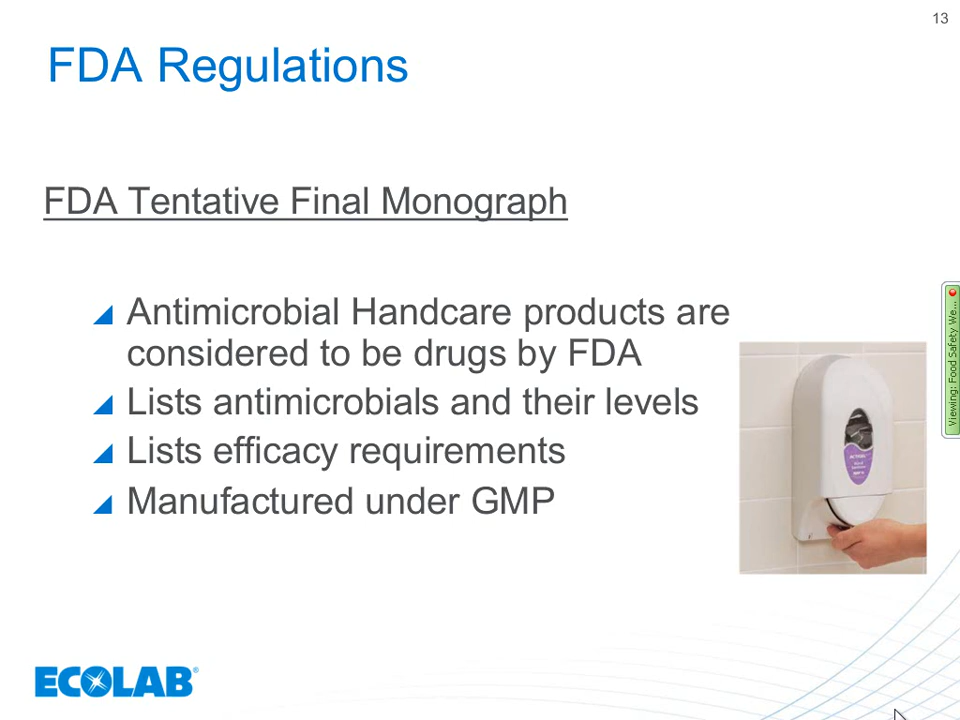 13
FDA Regulations
FDA Tentative Final Monograph
Antimicrobial Handcare products are
considered to be drugs by FDA
Lists antimicrobials and their levels
Lists efficacy requirements
Manufactured under GMP
Viewing: Food Safety We...
ECOLAB®